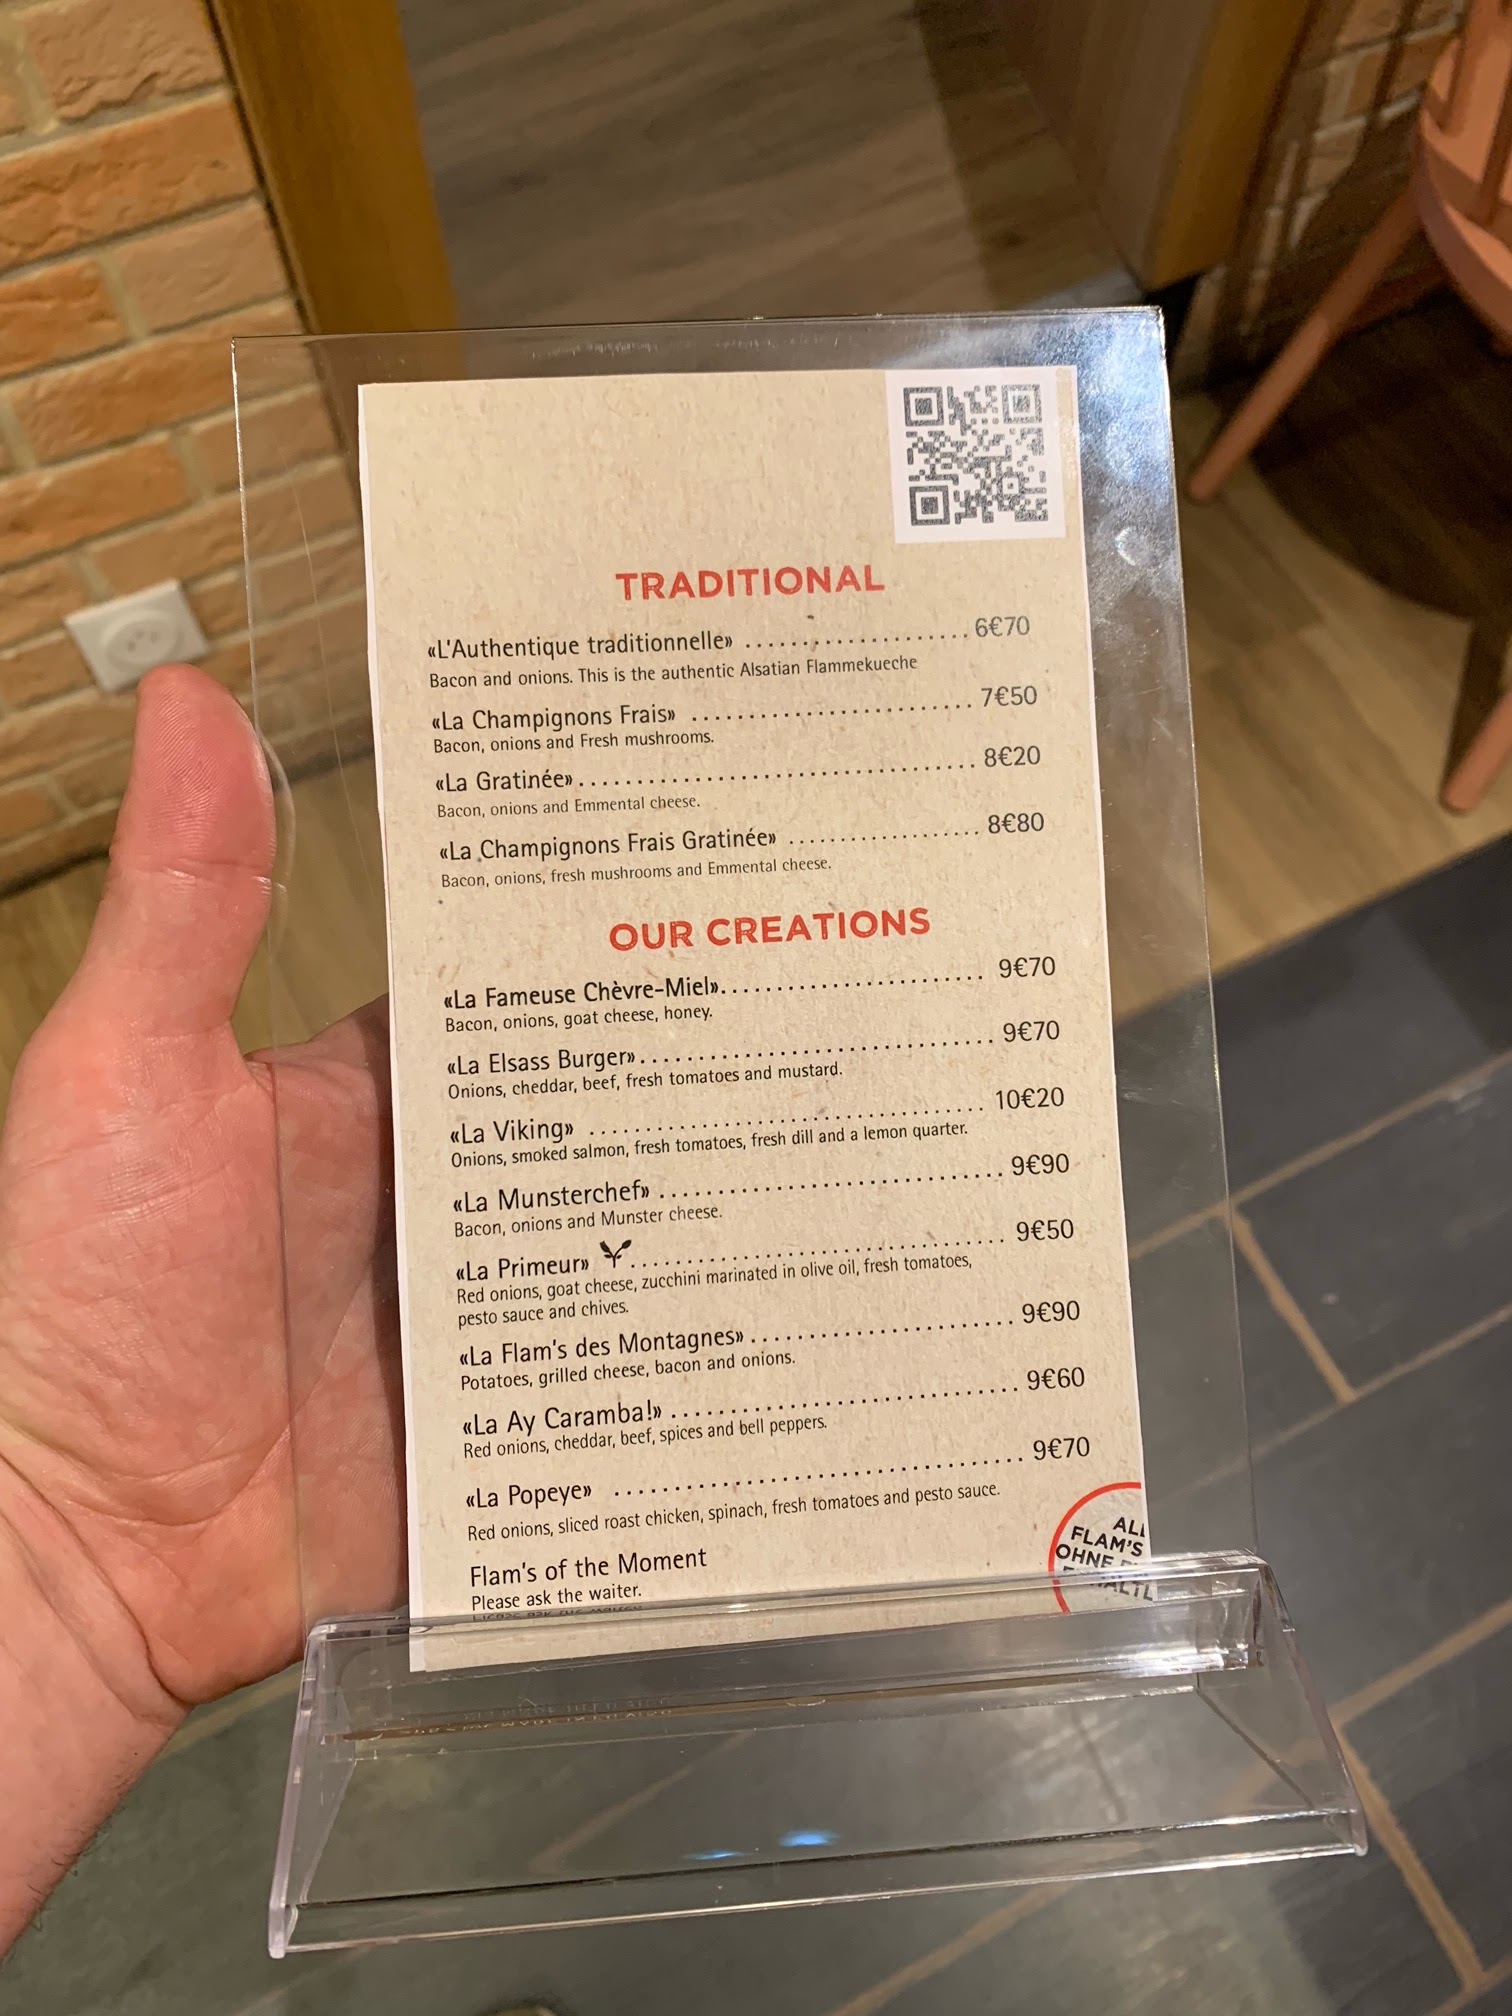 TRADITIONAL
«L'Authentique traditionnelle» ..................... 6€70
Bacon and onions. This is the authentic Alsatian Flammekueche
«La Champignons Frais» ......................... 7€50
Bacon, onions and Fresh mushrooms.
«La Gratinée» .................................. 8€20
Bacon, onions and Emmental cheese.
«La Champignons Frais Gratinée» ................. 8€80
Bacon, onions, fresh mushrooms and Emmental cheese.
OUR CREATIONS
«La Fameuse Chèvre-Miel» ....................... 9€70
Bacon, onions, goat cheese, honey.
«La Elsass Burger» ............................... 9€70
Onions, cheddar, beef, fresh tomatoes and mustard.
«La Viking» ................................... 10€20
Onions, smoked salmon, fresh tomatoes, fresh dill and a lemon quarter.
«La Munsterchef» .............................. 9€90
Bacon, onions and Munster cheese.
«La Primeur» ................................ 9€50
Red onions, goat cheese, zucchini marinated in olive oil, fresh tomatoes,
pesto sauce and chives.
«La Flam's des Montagnes» ...................... 9€90
Potatoes, grilled cheese, bacon and onions.
«La Ay Caramba!» .............................. 9€60
Red onions, cheddar, beef, spices and bell peppers.
«La Popeye» ................................... 9€70
Red onions, sliced roast chicken, spinach, fresh tomatoes and pesto sauce.
Flam's of the Moment
Please ask the waiter.
FLAM'S
OHNE